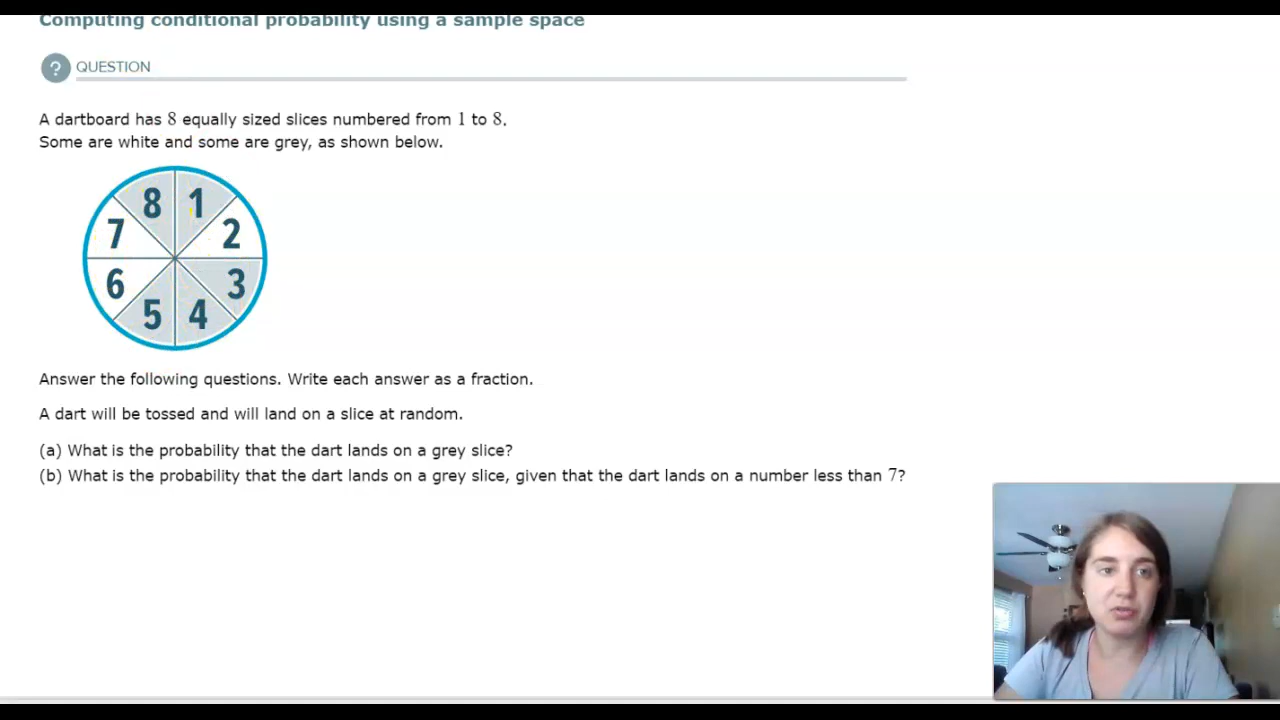 Computing conditional probability using a sample space
? QUESTION
A dartboard has 8 equally sized slices numbered from 1 to 8.
Some are white and some are grey, as shown below.
8 1
7 2
6 3
5 4
Answer the following questions. Write each answer as a fraction.
A dart will be tossed and will land on a slice at random.
(a) What is the probability that the dart lands on a grey slice?
(b) What is the probability that the dart lands on a grey slice, given that the dart lands on a number less than 7?